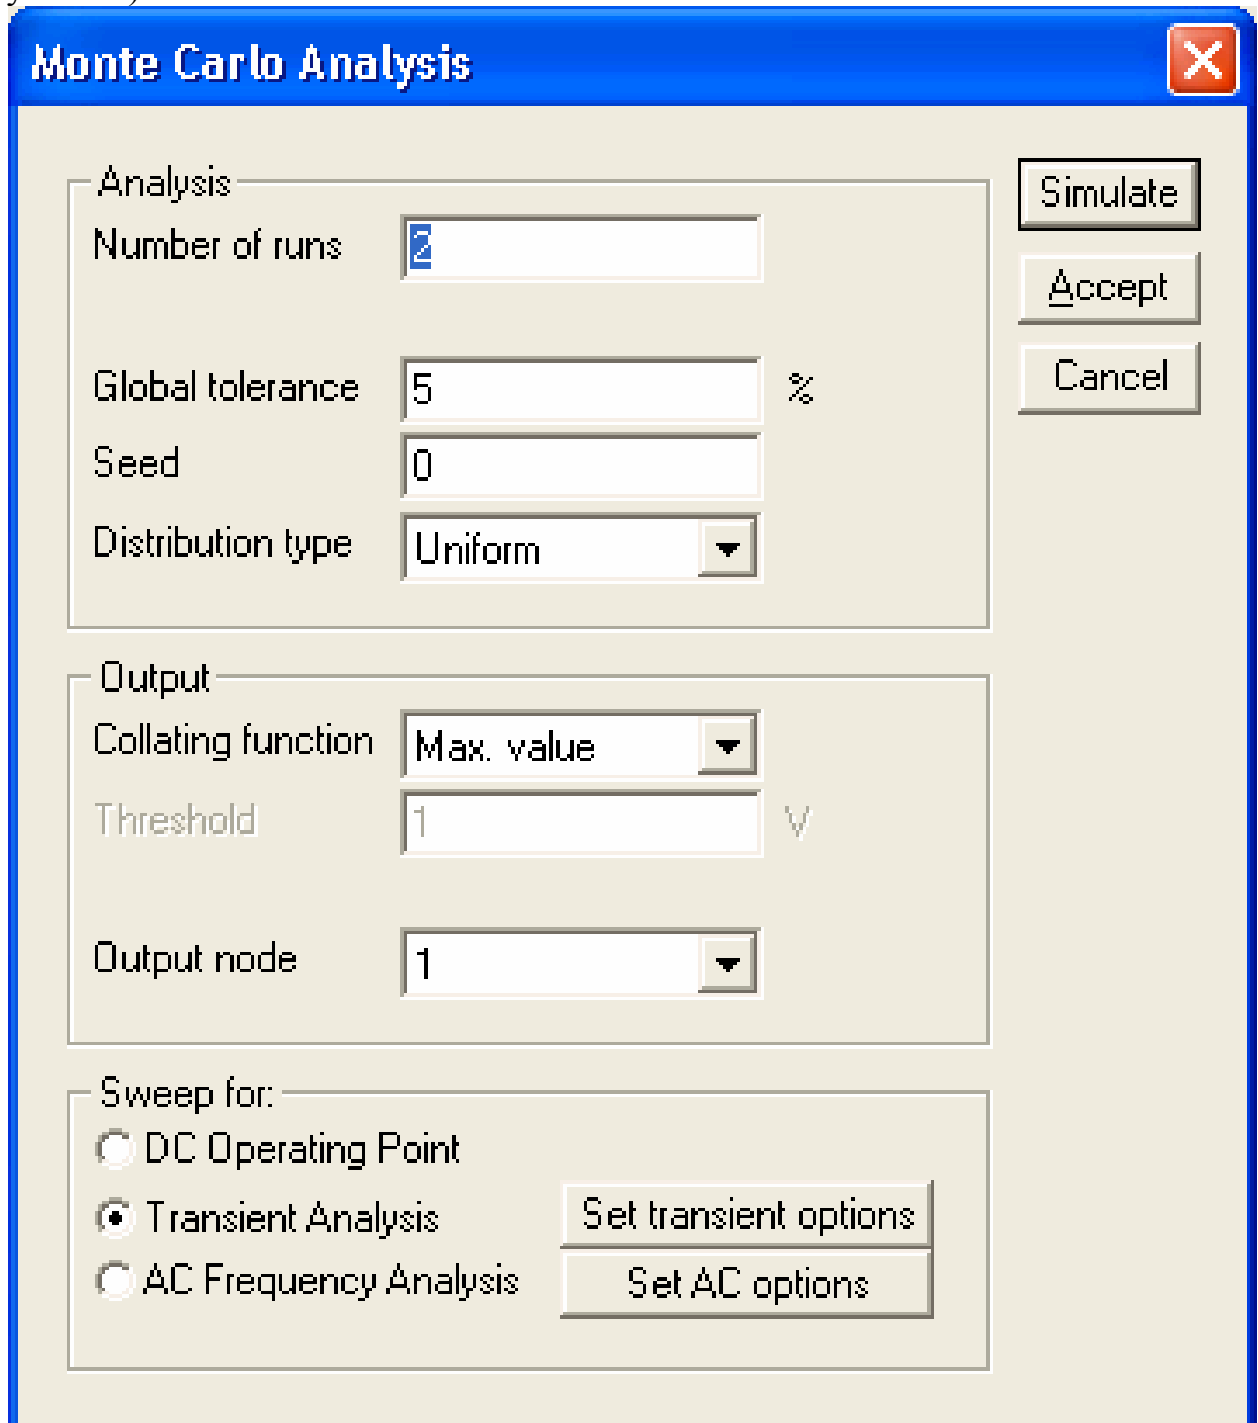 Monte Carlo Analysis
Analysis
Number of runs 2
Global tolerance 5 %
Seed 0
Distribution type Uniform
Simulate
Accept
Cancel
Output
Collating function Max. value
Threshold 1 V
Output node 1
Sweep for:
DC Operating Point
Transient Analysis Set transient options
AC Frequency Analysis Set AC options